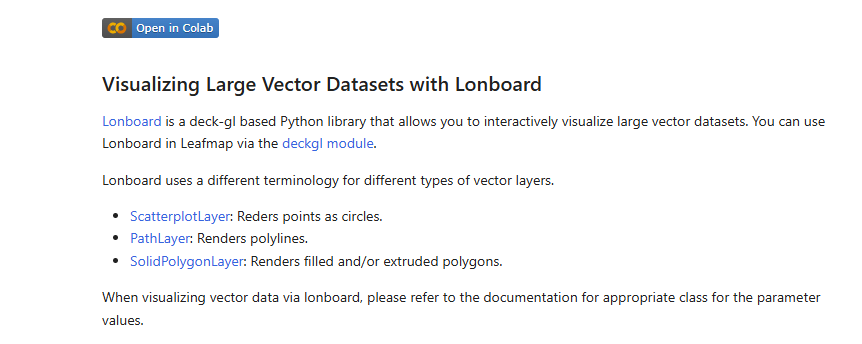 Open in Colab
Visualizing Large Vector Datasets with Lonboard
Lonboard is a deck-gl based Python library that allows you to interactively visualize large vector datasets. You can use
Lonboard in Leafmap via the deckgl module.
Lonboard uses a different terminology for different types of vector layers.
• ScatterplotLayer: Reders points as circles.
• PathLayer: Renders polylines.
• SolidPolygonLayer: Renders filled and/or extruded polygons.
When visualizing vector data via lonboard, please refer to the documentation for appropriate class for the parameter
values.